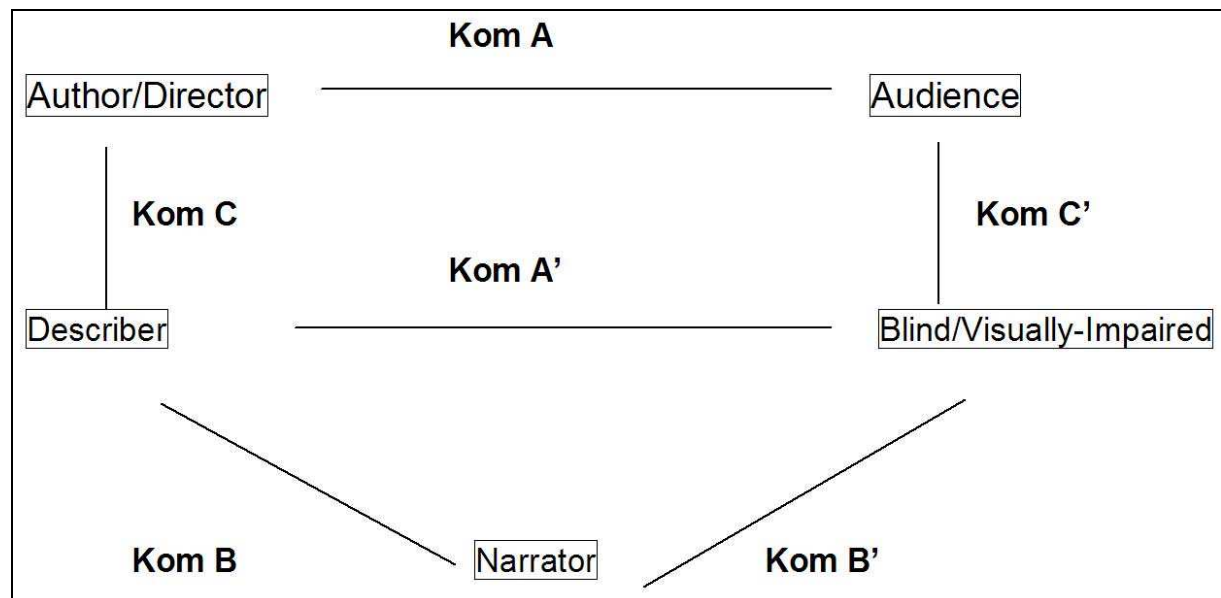 Kom A
Author/Director
Audience
Kom C
Kom C’
Kom A’
Describer
Blind/Visually-Impaired
Kom B
Narrator
Kom B’